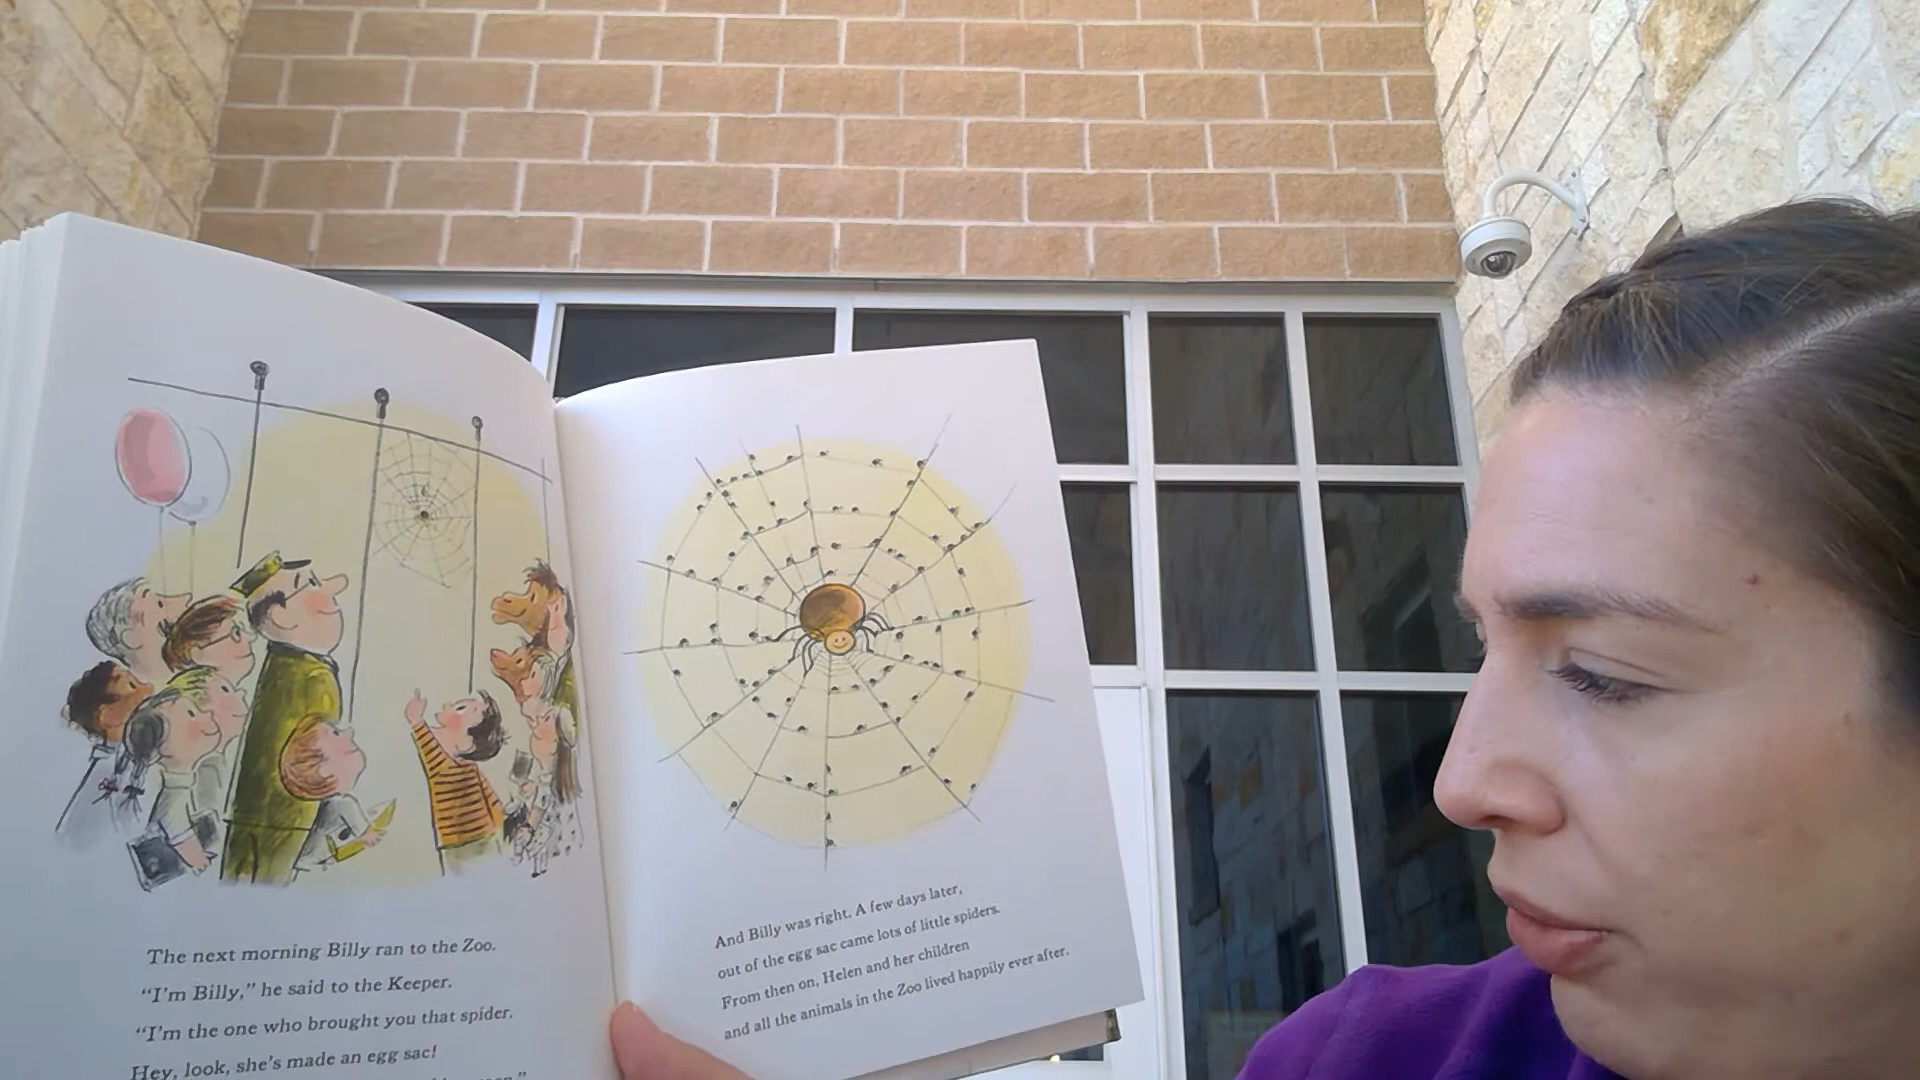 The next morning Billy ran to the Zoo.
“I’m Billy,” he said to the Keeper.
“I’m the one who brought you that spider.
Hey, look, she’s made an egg sac!
And Billy was right. A few days later,
out of the egg sac came lots of little spiders.
From then on, Helen and her children
and all the animals in the Zoo lived happily ever after.